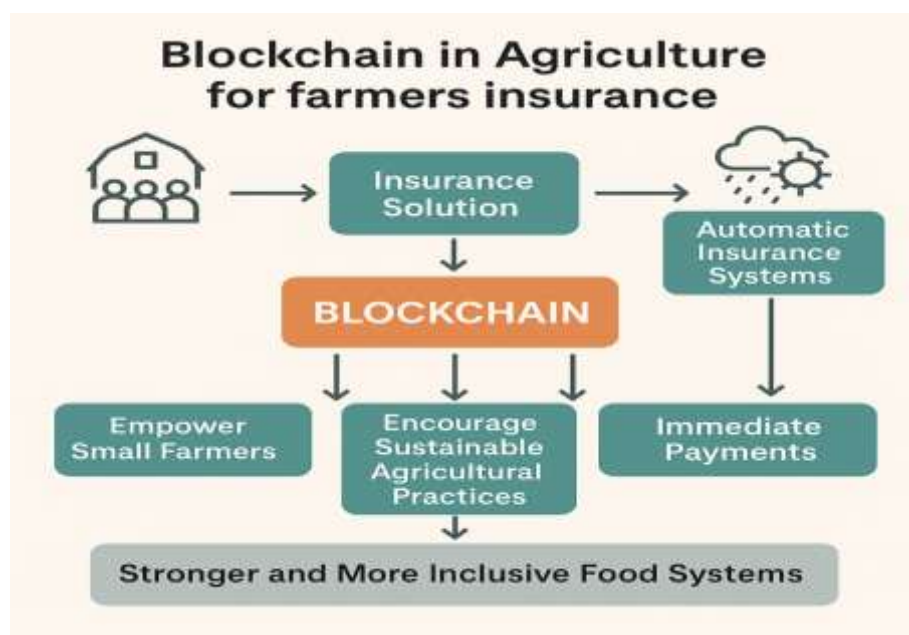 Blockchain in Agriculture
for farmers insurance
Insurance
Solution
Automatic
Insurance
Systems
BLOCKCHAIN
Empower
Small Farmers
Encourage
Sustainable
Agricultural
Practices
Immediate
Payments
Stronger and More Inclusive Food Systems